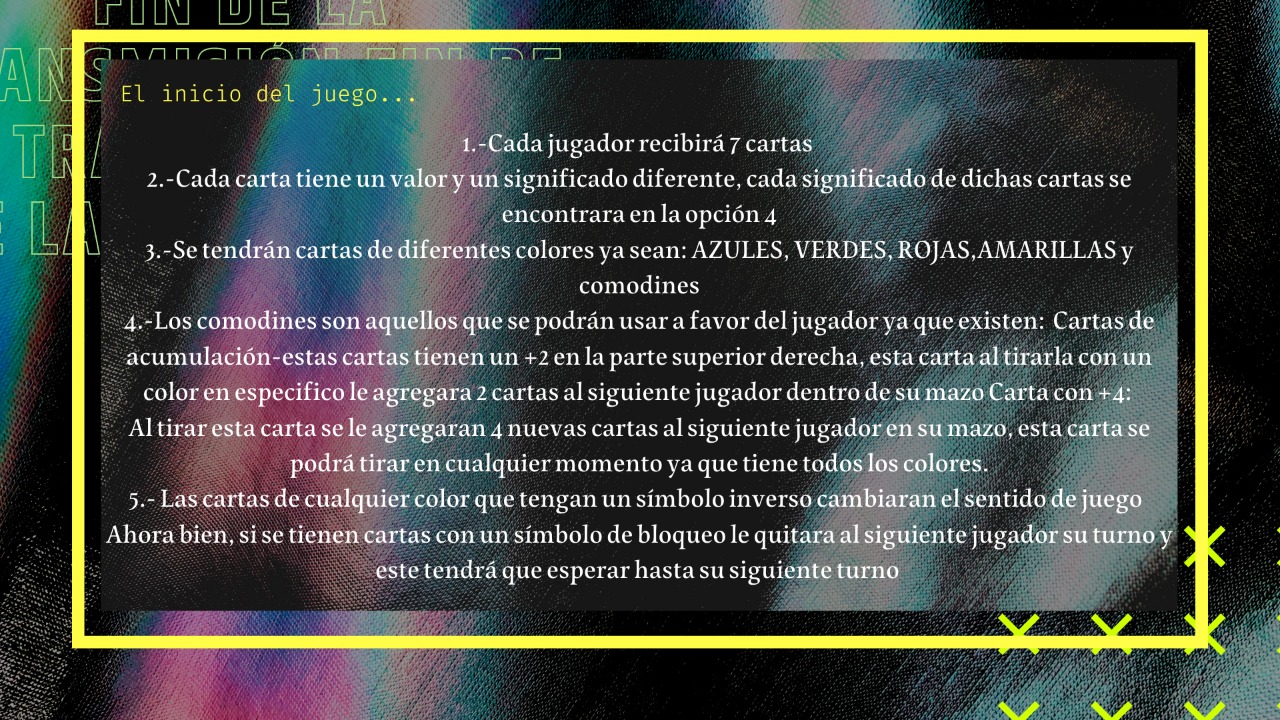 FIN DE LA
ANSMISIÓN FIN DE
TRA
E LA
El inicio del juego...
1.-Cada jugador recibirá 7 cartas
2.-Cada carta tiene un valor y un significado diferente, cada significado de dichas cartas se
encontrara en la opción 4
3.-Se tendrán cartas de diferentes colores ya sean: AZULES, VERDES, ROJAS,AMARILLAS y
comodines
4.-Los comodines son aquellos que se podrán usar a favor del jugador ya que existen: Cartas de
acumulación-estas cartas tienen un +2 en la parte superior derecha, esta carta al tirarla con un
color en especifico le agregara 2 cartas al siguiente jugador dentro de su mazo Carta con +4:
Al tirar esta carta se le agregaran 4 nuevas cartas al siguiente jugador en su mazo, esta carta se
podrá tirar en cualquier momento ya que tiene todos los colores.
5.- Las cartas de cualquier color que tengan un símbolo inverso cambiaran el sentido de juego
Ahora bien, si se tienen cartas con un símbolo de bloqueo le quitara al siguiente jugador su turno y
este tendrá que esperar hasta su siguiente turno